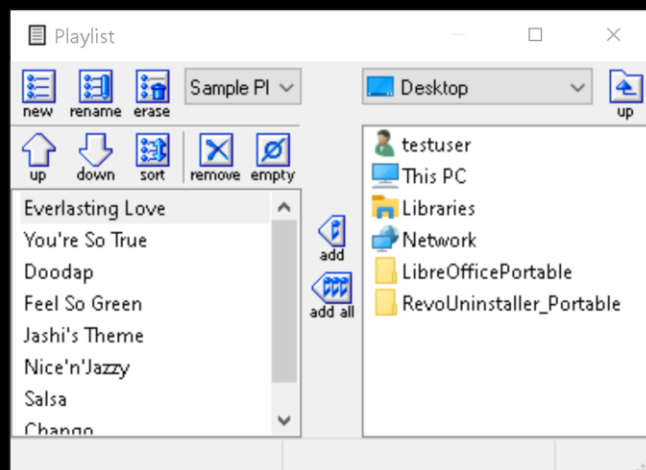 Playlist
new rename erase Sample Pl Desktop up
up down sort remove empty
Everlasting Love
You're So True
Doodap
Feel So Green
Jashi's Theme
Nice'n'Jazzy
Salsa
Chango
add
add all
testuser
This PC
Libraries
Network
LibreOfficePortable
RevoUninstaller_Portable